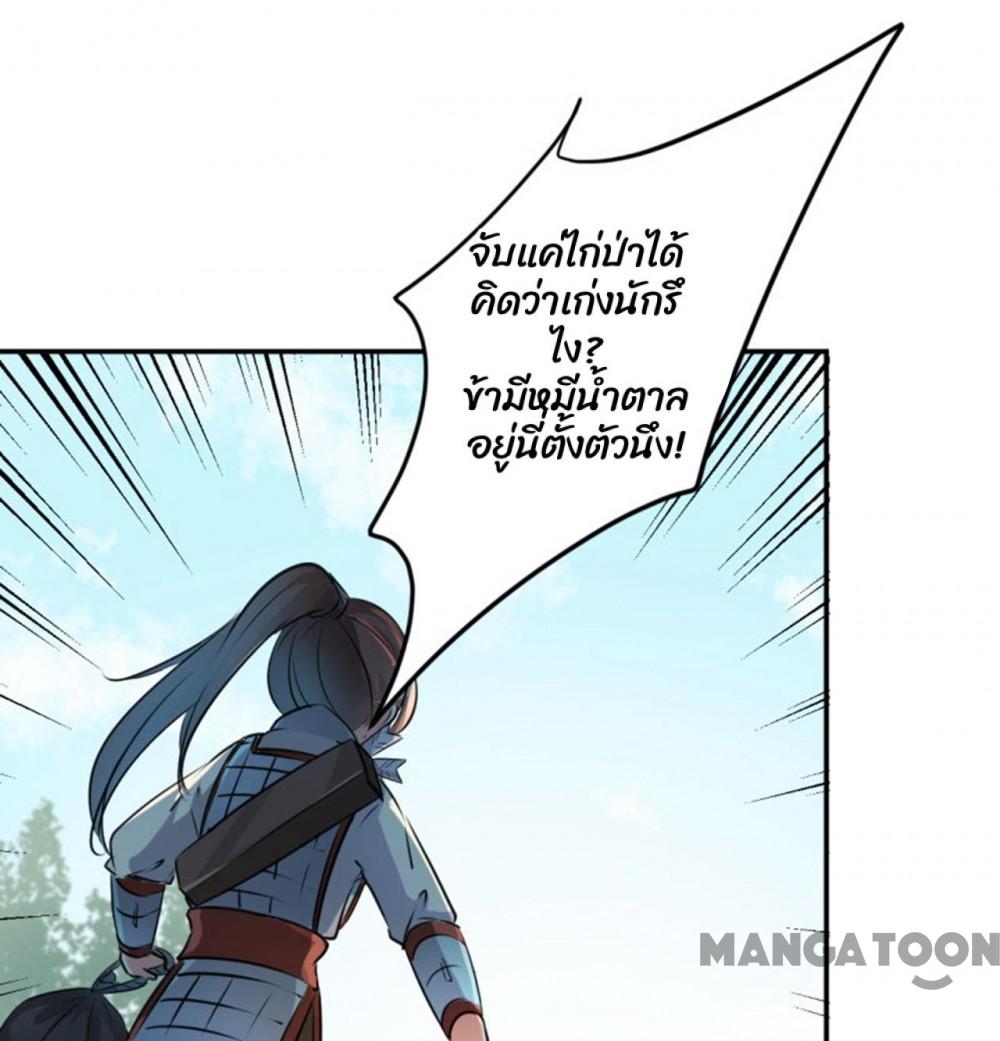 จับแค่ไก่ป่าได้
คิดว่าเก่งนักรึ
ไง?
ข้ามีหมีน้ำตาล
อยู่นี่ตั้งตัวนึง!
MANGATOON